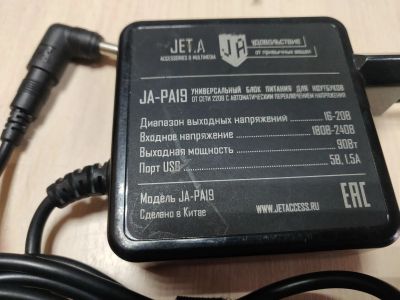 JET.A
ACCESSORIES & MULTIMEDIA
JA
УДОВОЛЬСТВИЕ
ОТ ПРИВЫЧНЫХ ВЕЩЕЙ
JA-PA19 УНИВЕРСАЛЬНЫЙ БЛОК ПИТАНИЯ ДЛЯ НОУТБУКОВ
ОТ СЕТИ 220В С АВТОМАТИЧЕСКИМ ПЕРЕКЛЮЧЕНИЕМ НАПРЯЖЕНИЯ
Диапазон выходных напряжений 16-20В
Входное напряжение 180В-240В
Выходная мощность 90Вт
Порт USB 5В, 1.5А
Модель JA-PA19
Сделано в Китае
WWW.JETACCESS.RU
EAC